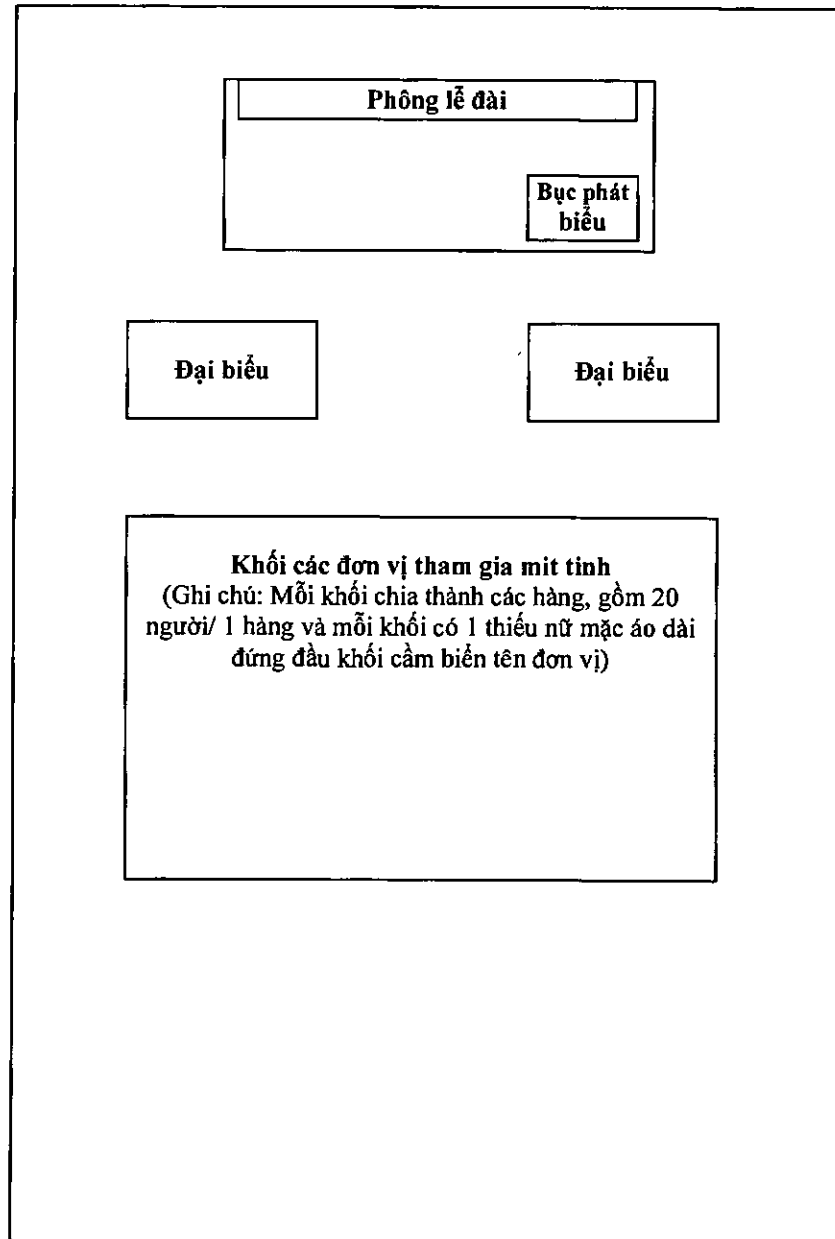 Phông lễ đài
Bục phát
biểu
Đại biểu
Đại biểu
Khối các đơn vị tham gia mit tinh
(Ghi chú: Mỗi khối chia thành các hàng, gồm 20
người/ 1 hàng và mỗi khối có 1 thiếu nữ mặc áo dài
đứng đầu khối cầm biển tên đơn vị)